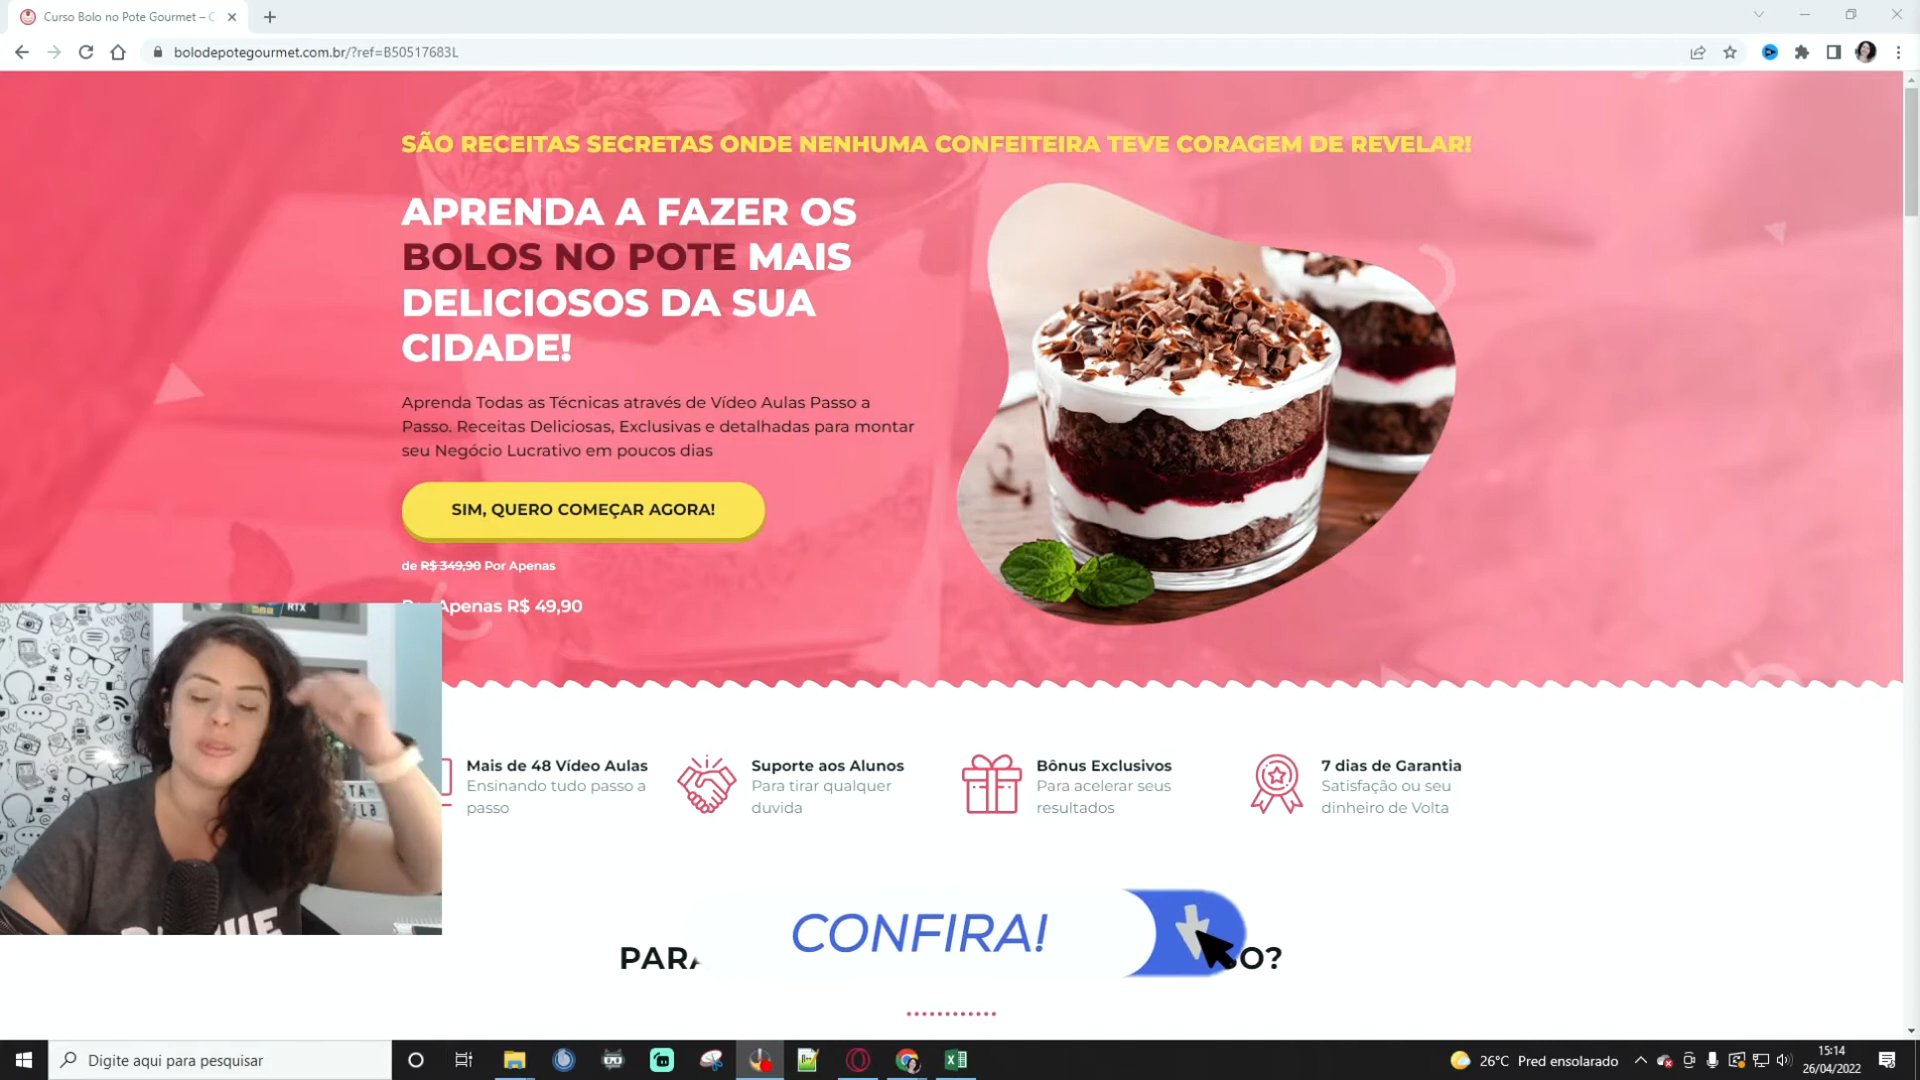 Curso Bolo no Pote Gourmet – C
bolodepotegourmet.com.br/?ref=B50517683L
SÃO RECEITAS SECRETAS ONDE NENHUMA CONFEITEIRA TEVE CORAGEM DE REVELAR!
APRENDA A FAZER OS
BOLOS NO POTE MAIS
DELICIOSOS DA SUA
CIDADE!
Aprenda Todas as Técnicas através de Vídeo Aulas Passo a
Passo. Receitas Deliciosas, Exclusivas e detalhadas para montar
seu Negócio Lucrativo em poucos dias
SIM, QUERO COMEÇAR AGORA!
de R$ 349,90 Por Apenas
Apenas R$ 49,90
RTX
Mais de 48 Vídeo Aulas
Ensinando tudo passo a
passo
Suporte aos Alunos
Para tirar qualquer
duvida
Bônus Exclusivos
Para acelerar seus
resultados
7 dias de Garantia
Satisfação ou seu
dinheiro de Volta
CONFIRA!
PARA
SO?
Digite aqui para pesquisar
26°C Pred ensolarado
15:14
26/04/2022